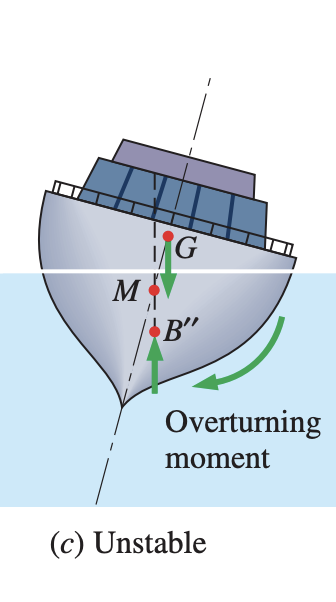 G
M
B″
Overturning
moment
(c) Unstable